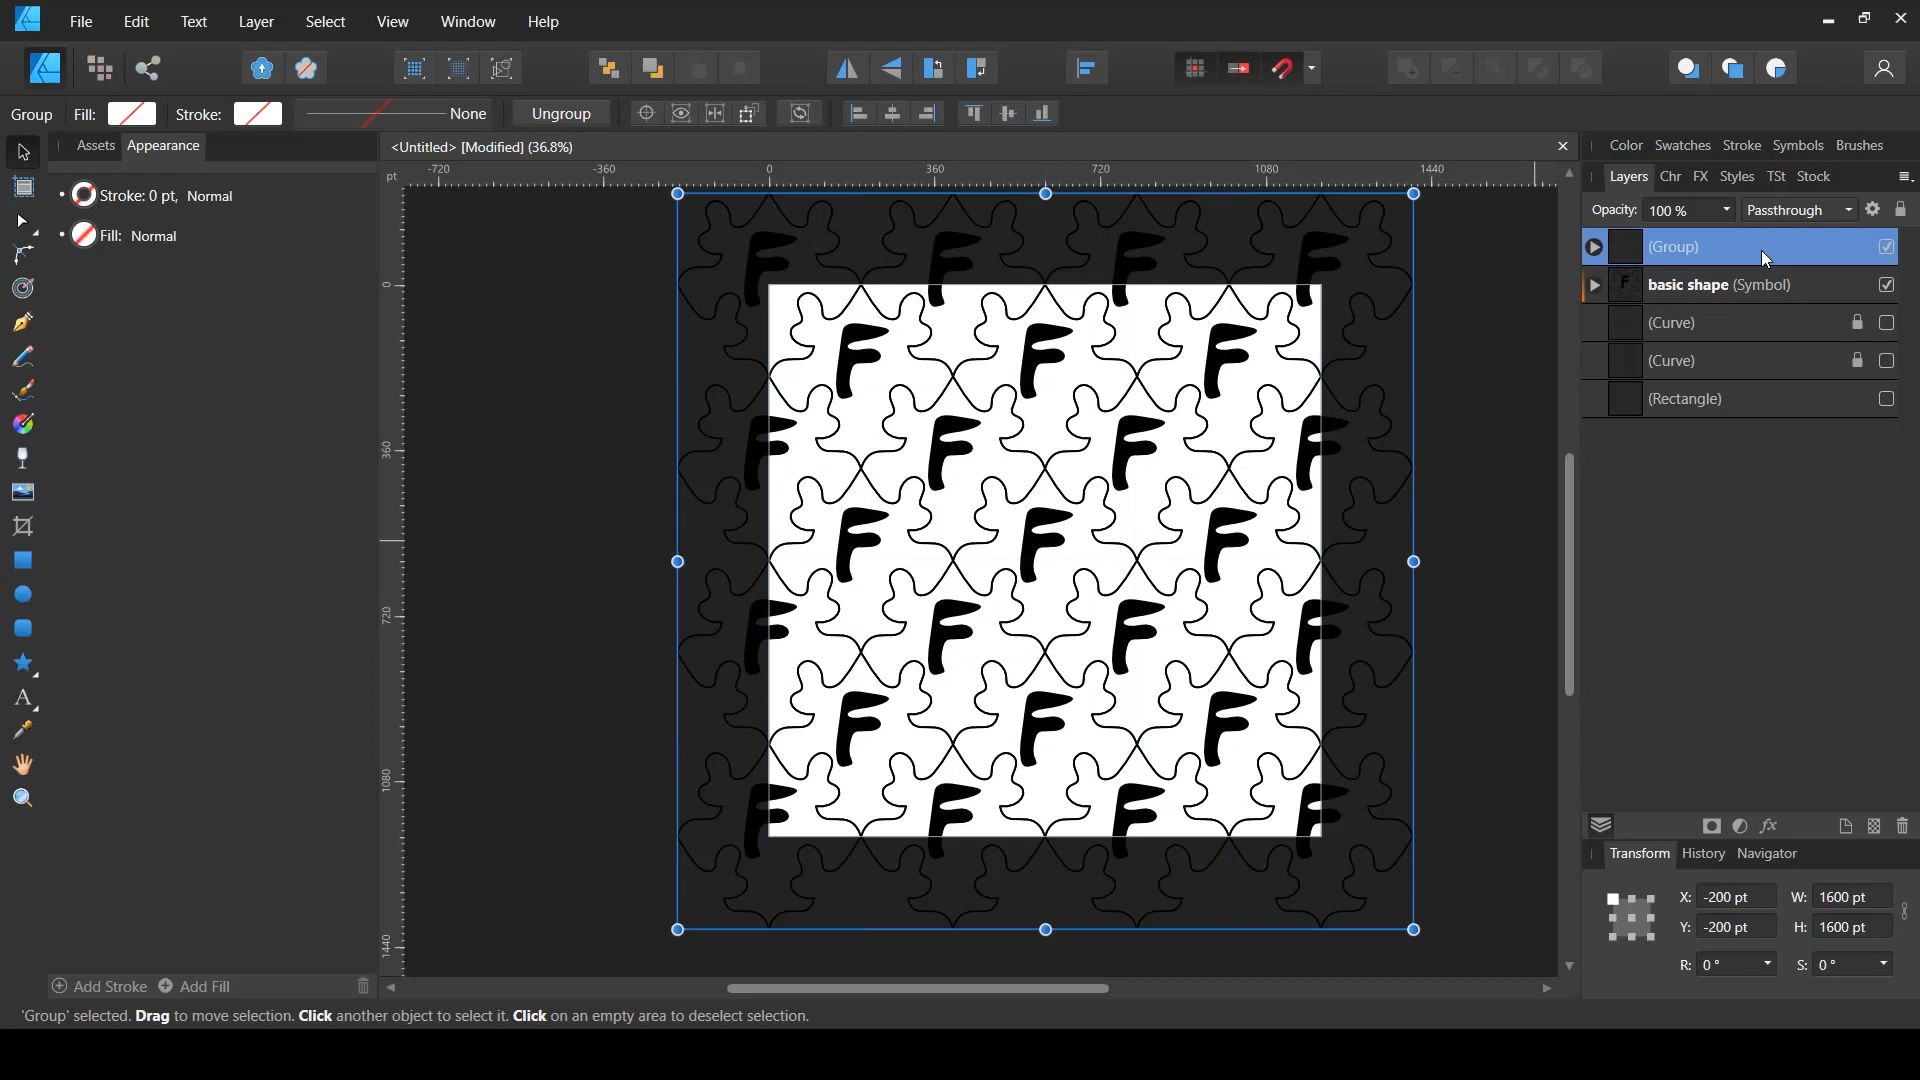 File Edit Text Layer Select View Window Help
Group Fill: Stroke: None Ungroup
Assets Appearance
<Untitled> [Modified] (36.8%)
Color Swatches Stroke Symbols Brushes
Stroke: 0 pt, Normal
Fill: Normal
pt -720 -360 0 360 720 1080 1440
0
360
720
1080
1440
F F F F
F F F
F F F F
F F F
F F F F
F F F
F F F F
Layers Chr FX Styles TSt Stock
Opacity: 100 % Passthrough
(Group)
basic shape (Symbol)
(Curve)
(Curve)
(Rectangle)
Transform History Navigator
X: -200 pt W: 1600 pt
Y: -200 pt H: 1600 pt
R: 0 ° S: 0 °
Add Stroke Add Fill
'Group' selected. Drag to move selection. Click another object to select it. Click on an empty area to deselect selection.